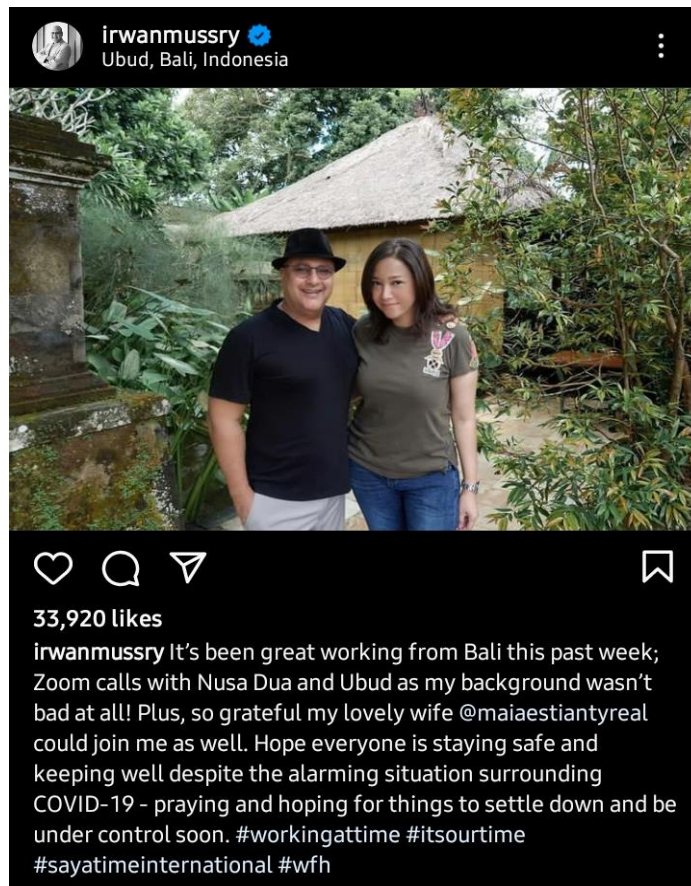 irwanmussry
Ubud, Bali, Indonesia
33,920 likes
irwanmussry It’s been great working from Bali this past week;
Zoom calls with Nusa Dua and Ubud as my background wasn’t
bad at all! Plus, so grateful my lovely wife @maiaestiantyreal
could join me as well. Hope everyone is staying safe and
keeping well despite the alarming situation surrounding
COVID-19 - praying and hoping for things to settle down and be
under control soon. #workingattime #itsourtime
#sayatimeinternational #wfh